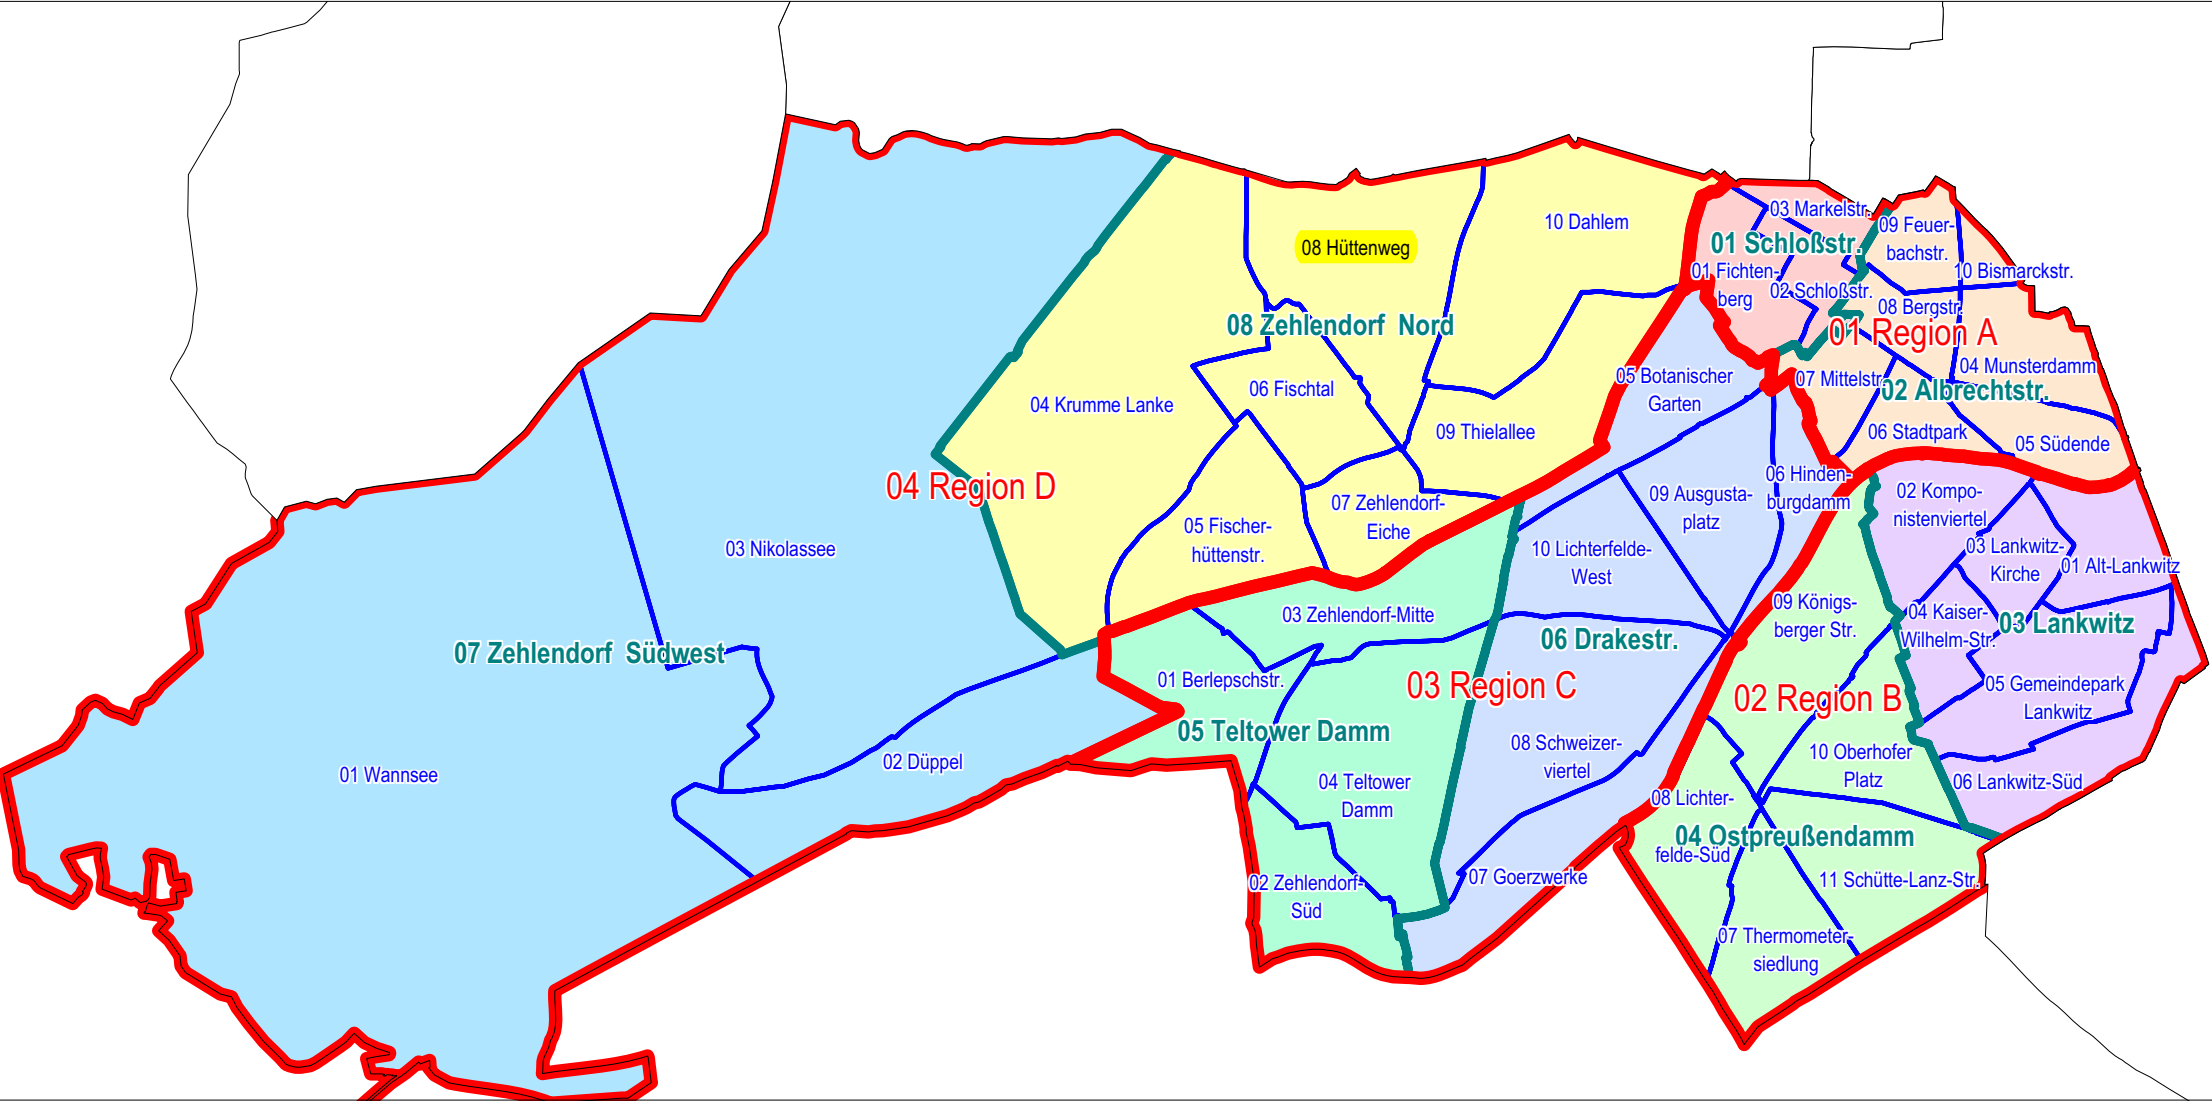 03 Markelstr.
10 Dahlem
09 Feuer-
bachstr.
01 Schloßstr.
08 Hüttenweg
01 Fichten-
berg
02 Schloßstr.
10 Bismarckstr.
08 Bergstr.
08 Zehlendorf Nord
01 Region A
04 Munsterdamm
05 Botanischer
Garten
07 Mittelstr.
02 Albrechtstr.
06 Fischtal
04 Krumme Lanke
09 Thielallee
06 Stadtpark
05 Südende
04 Region D
06 Hinden-
burgdamm
09 Ausgusta-
platz
02 Kompo-
nistenviertel
07 Zehlendorf-
Eiche
05 Fischer-
hüttenstr.
03 Nikolassee
10 Lichterfelde-
West
03 Lankwitz-
Kirche
01 Alt-Lankwitz
03 Zehlendorf-Mitte
09 Königs-
berger Str.
04 Kaiser-
Wilhelm-Str.
03 Lankwitz
06 Drakestr.
07 Zehlendorf Südwest
01 Berlepschstr.
03 Region C
02 Region B
05 Gemeindepark
Lankwitz
05 Teltower Damm
08 Schweizer-
viertel
10 Oberhofer
Platz
02 Düppel
01 Wannsee
04 Teltower
Damm
06 Lankwitz-Süd
08 Lichter-
felde-Süd
04 Ostpreußendamm
02 Zehlendorf-
Süd
07 Goerzwerke
11 Schütte-Lanz-Str.
07 Thermometer-
siedlung